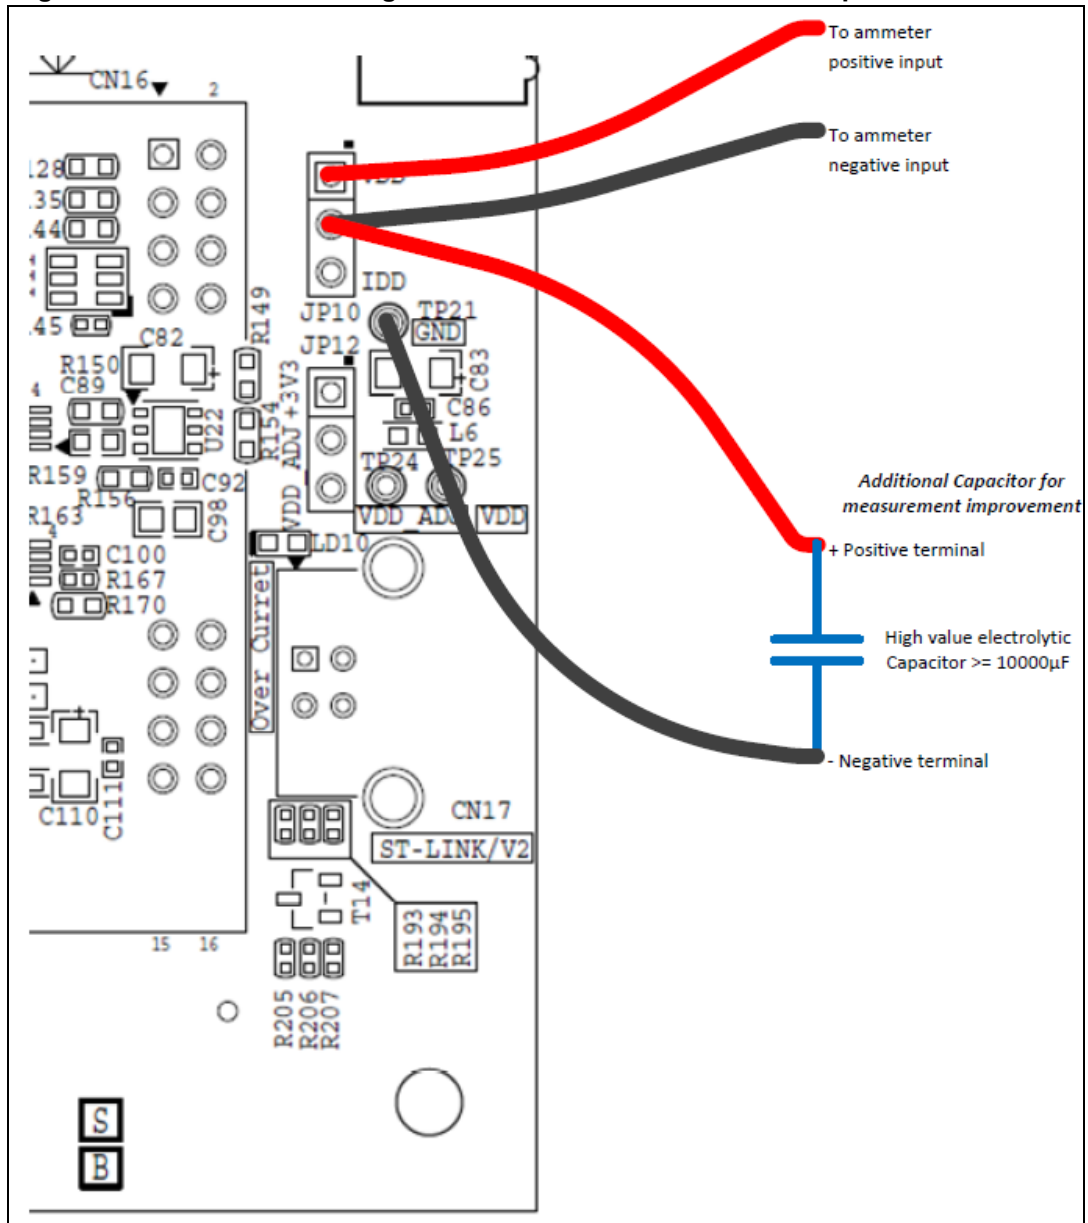 To ammeter
positive input
CN16
2
To ammeter
negative input
128
VDD
135
144
IDD
JP10
TP21
GND
R149
145
C82
JP12
R150
C89
C83
4
+3V3
C86
U22
R154
L6
ADJ
TP24
TP25
R159
C92
R156
VDD_ADJ
VDD
VDD
R163
C98
LD10
C100
R167
R170
Over Curret
Additional Capacitor for
measurement improvement
+ Positive terminal
High value electrolytic
Capacitor >= 10000µF
- Negative terminal
C110
C111
CN17
ST-LINK/V2
T14
R193
R194
R195
15
16
R205
R206
R207
S
B